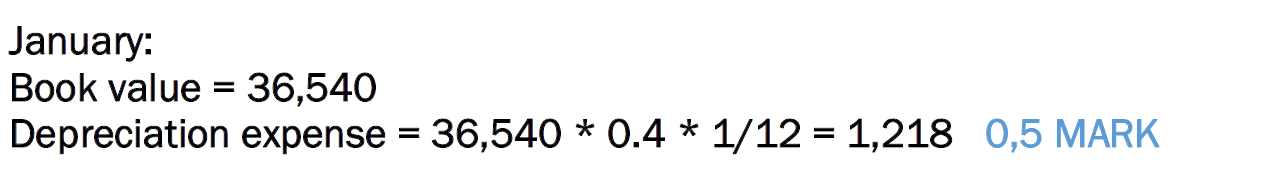 January:
Book value = 36,540
Depreciation expense = 36,540 * 0.4 * 1/12 = 1,218 0,5 MARK